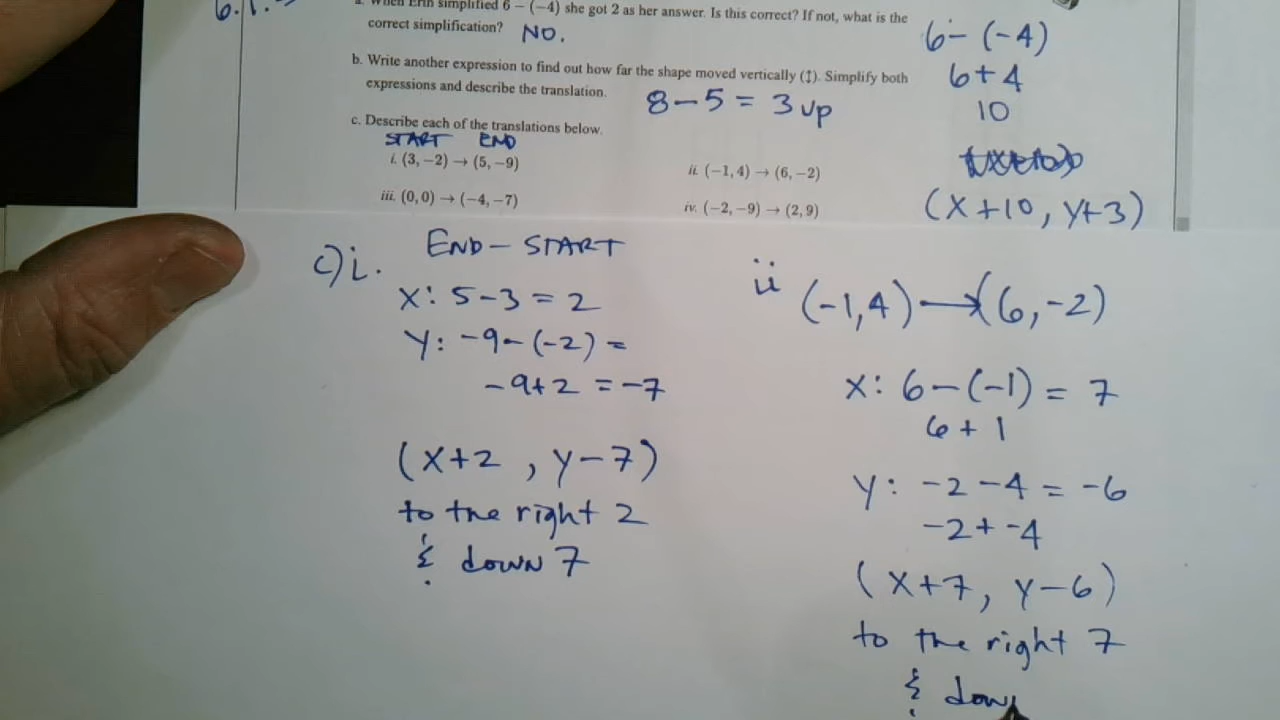 6.1.
a. When Erin simplified 6 − (−4) she got 2 as her answer. Is this correct? If not, what is the
correct simplification? NO.
6 − (−4)
6 + 4
10
b. Write another expression to find out how far the shape moved vertically (↕). Simplify both
expressions and describe the translation.
8 − 5 = 3 up
(x + 10, y + 3)
c. Describe each of the translations below.
START END
i. (3, −2) → (5, −9)
ii. (−1, 4) → (6, −2)
iii. (0, 0) → (−4, −7)
iv. (−2, −9) → (2, 9)
c) i. END − START
X: 5 − 3 = 2
Y: −9 − (−2) =
−9 + 2 = −7
(X + 2, Y − 7)
to the right 2
& down 7
ii (−1, 4) → (6, −2)
X: 6 − (−1) = 7
6 + 1
Y: −2 − 4 = −6
−2 + −4
(X + 7, Y − 6)
to the right 7
& dow